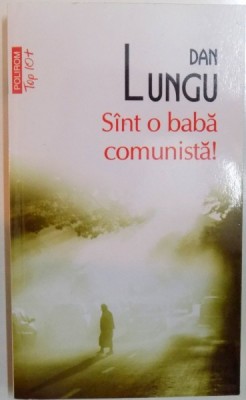 POLIROM
Top 10+
DAN
LUNGU
Sînt o babă
comunistă!